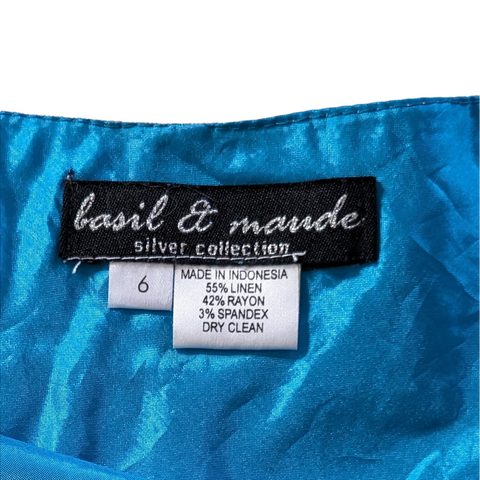 basil & maude
silver collection
6
MADE IN INDONESIA
55% LINEN
42% RAYON
3% SPANDEX
DRY CLEAN